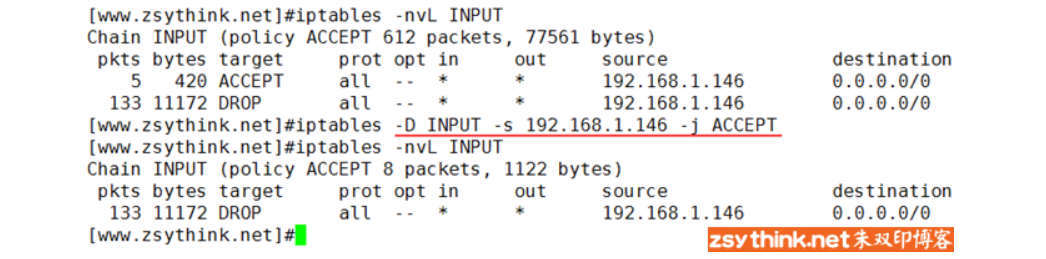 [www.zsythink.net]#iptables -nvL INPUT
Chain INPUT (policy ACCEPT 612 packets, 77561 bytes)
 pkts bytes target     prot opt in     out     source               destination
    5   420 ACCEPT     all  --  *      *       192.168.1.146        0.0.0.0/0
  133 11172 DROP       all  --  *      *       192.168.1.146        0.0.0.0/0
[www.zsythink.net]#iptables -D INPUT -s 192.168.1.146 -j ACCEPT
[www.zsythink.net]#iptables -nvL INPUT
Chain INPUT (policy ACCEPT 8 packets, 1122 bytes)
 pkts bytes target     prot opt in     out     source               destination
  133 11172 DROP       all  --  *      *       192.168.1.146        0.0.0.0/0
[www.zsythink.net]#
zsythink.net朱双印博客